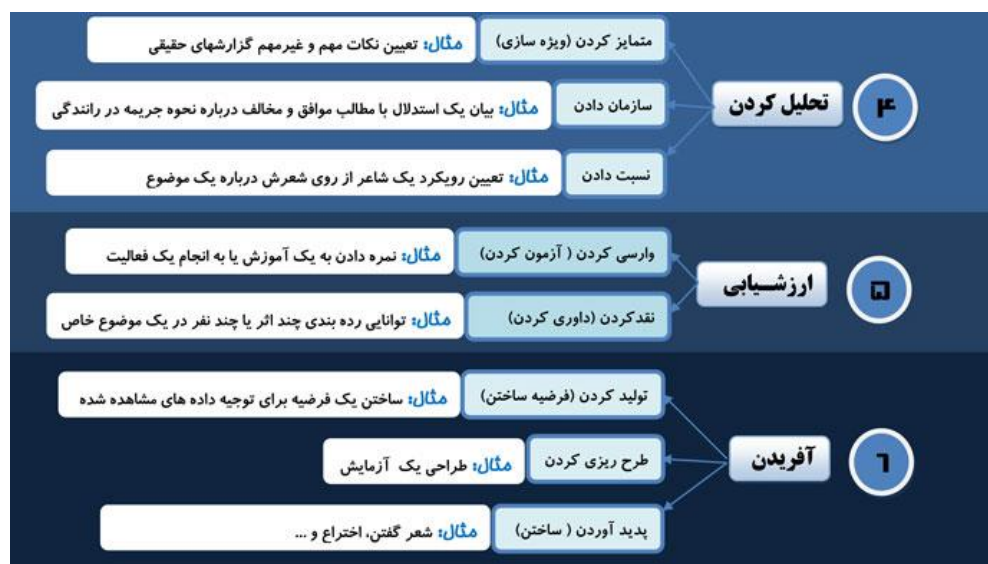 ۴
تحلیل کردن
متمایز کردن (ویژه سازی)
مثال: تعیین نکات مهم و غیرمهم گزارشهای حقیقی
سازمان دادن
مثال: بیان یک استدلال با مطالب موافق و مخالف درباره نحوه جریمه در رانندگی
نسبت دادن
مثال: تعیین رویکرد یک شاعر از روی شعرش درباره یک موضوع
۵
ارزشــیابی
وارسی کردن ( آزمون کردن)
مثال: نمره دادن به یک آموزش یا به انجام یک فعالیت
نقدکردن (داوری کردن)
مثال: توانایی رده بندی چند اثر یا چند نفر در یک موضوع خاص
۶
آفریدن
تولید کردن (فرضیه ساختن)
مثال: ساختن یک فرضیه برای توجیه داده های مشاهده شده
طرح ریزی کردن
مثال: طراحی یک آزمایش
پدید آوردن ( ساختن)
مثال: شعر گفتن، اختراع و ...